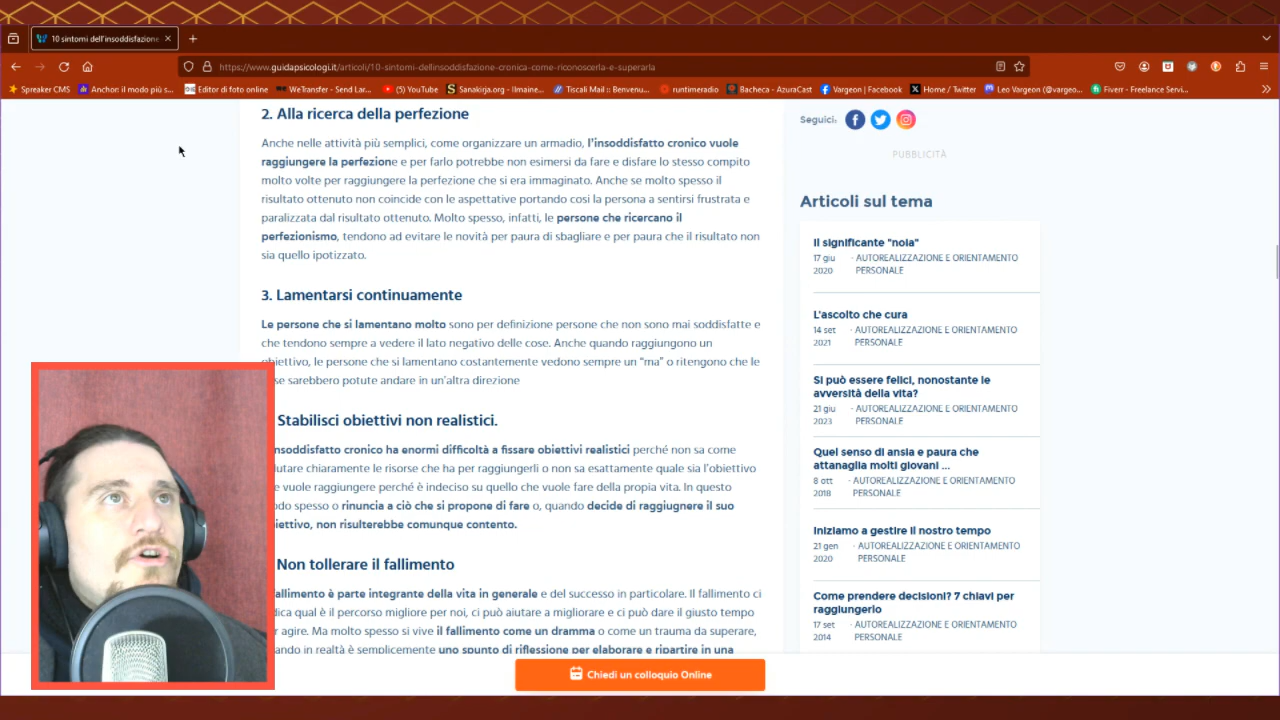 10 sintomi dell'insoddisfazione
https://www.guidapsicologi.it/articoli/10-sintomi-dellinsoddisfazione-cronica-come-riconoscerla-e-superarla
Spreaker CMS
Anchor: il modo più s...
Editor di foto online
WeTransfer - Send Lar...
(5) YouTube
Sanakirja.org - Ilmaine...
Tiscali Mail :: Benvenu...
runtimeradio
Bacheca - AzuraCast
Vargeon | Facebook
Home / Twitter
Leo Vargeon (@vargeo...
Fiverr - Freelance Servi...
2. Alla ricerca della perfezione
Anche nelle attività più semplici, come organizzare un armadio, l'insoddisfatto cronico vuole
raggiungere la perfezione e per farlo potrebbe non esimersi da fare e disfare lo stesso compito
molto volte per raggiungere la perfezione che si era immaginato. Anche se molto spesso il
risultato ottenuto non coincide con le aspettative portando così la persona a sentirsi frustrata e
paralizzata dal risultato ottenuto. Molto spesso, infatti, le persone che ricercano il
perfezionismo, tendono ad evitare le novità per paura di sbagliare e per paura che il risultato non
sia quello ipotizzato.
3. Lamentarsi continuamente
Le persone che si lamentano molto sono per definizione persone che non sono mai soddisfatte e
che tendono sempre a vedere il lato negativo delle cose. Anche quando raggiungono un
obiettivo, le persone che si lamentano costantemente vedono sempre un "ma" o ritengono che le
se sarebbero potute andare in un'altra direzione
Stabilisci obiettivi non realistici.
nsoddisfatto cronico ha enormi difficoltà a fissare obiettivi realistici perché non sa come
lutare chiaramente le risorse che ha per raggiungerli o non sa esattamente quale sia l'obiettivo
e vuole raggiungere perché è indeciso su quello che vuole fare della propia vita. In questo
do spesso o rinuncia a ciò che si propone di fare o, quando decide di raggiugnere il suo
iettivo, non risulterebbe comunque contento.
Non tollerare il fallimento
allimento è parte integrante della vita in generale e del successo in particolare. Il fallimento ci
dica qual è il percorso migliore per noi, ci può aiutare a migliorare e ci può dare il giusto tempo
r agire. Ma molto spesso si vive il fallimento come un dramma o come un trauma da superare,
ando in realtà è semplicemente uno spunto di riflessione per elaborare e ripartire in una
Seguici:
PUBBLICITÀ
Articoli sul tema
Il significante "noia"
17 giu 2020 · AUTOREALIZZAZIONE E ORIENTAMENTO PERSONALE
L'ascolto che cura
14 set 2021 · AUTOREALIZZAZIONE E ORIENTAMENTO PERSONALE
Si può essere felici, nonostante le
avversità della vita?
21 giu 2023 · AUTOREALIZZAZIONE E ORIENTAMENTO PERSONALE
Quel senso di ansia e paura che
attanaglia molti giovani ...
8 ott 2018 · AUTOREALIZZAZIONE E ORIENTAMENTO PERSONALE
Iniziamo a gestire il nostro tempo
21 gen 2020 · AUTOREALIZZAZIONE E ORIENTAMENTO PERSONALE
Come prendere decisioni? 7 chiavi per
raggiungerlo
17 set 2014 · AUTOREALIZZAZIONE E ORIENTAMENTO PERSONALE
Chiedi un colloquio Online